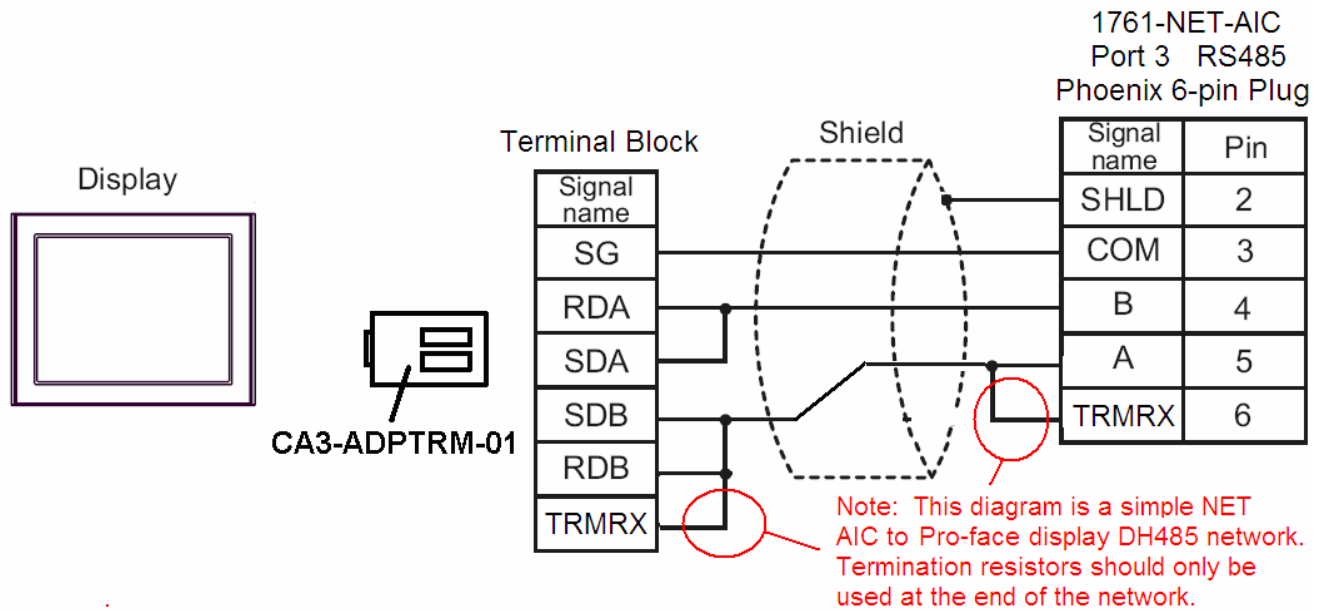 1761-NET-AIC
Port 3 RS485
Phoenix 6-pin Plug
Display
CA3-ADPTRM-01
Terminal Block
Signal
name
SG
RDA
SDA
SDB
RDB
TRMRX
Shield
Signal
name
Pin
SHLD 2
COM 3
B 4
A 5
TRMRX 6
Note: This diagram is a simple NET
AIC to Pro-face display DH485 network.
Termination resistors should only be
used at the end of the network.